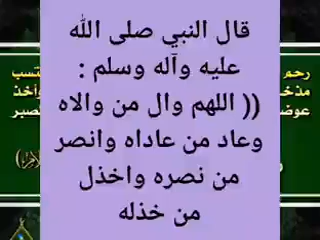 قال النبي صلى الله
عليه وآله وسلم :
(( اللهم وال من والاه
وعاد من عاداه وانصر
من نصره واخذل
من خذله